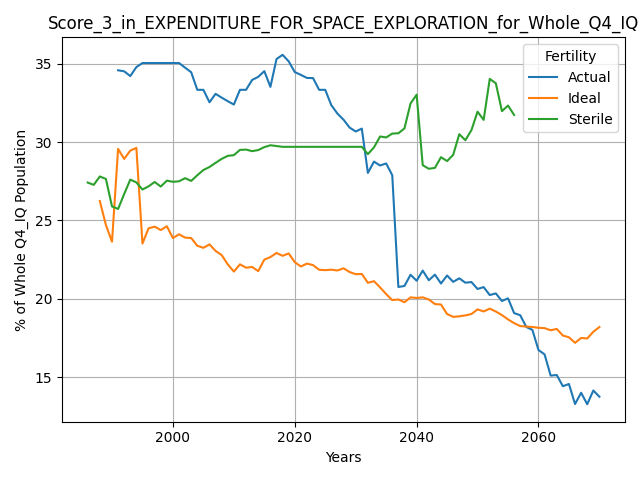 Score_3_in_EXPENDITURE_FOR_SPACE_EXPLORATION_for_Whole_Q4_IQ
Fertility
Actual
Ideal
Sterile
% of Whole Q4_IQ Population
35
30
25
20
15
2000
2020
2040
2060
Years